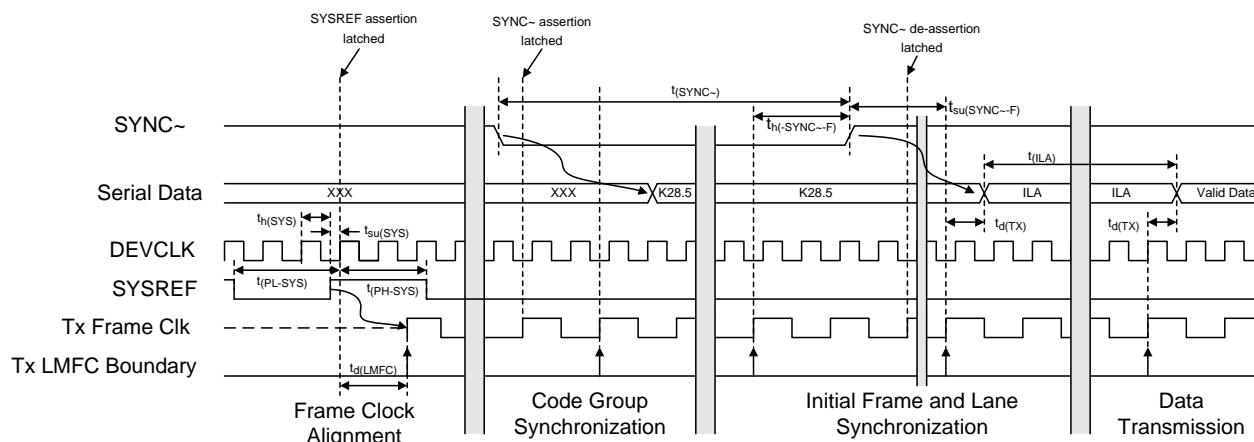 SYSREF assertion
latched
SYNC~ assertion
latched
SYNC~ de-assertion
latched
t(SYNC~)
th(-SYNC~-F)
tsu(SYNC~-F)
SYNC~
t(ILA)
Serial Data
XXX
XXX
K28.5
K28.5
ILA
ILA
Valid Data
th(SYS)
tsu(SYS)
td(TX)
td(TX)
DEVCLK
t(PL-SYS)
t(PH-SYS)
SYSREF
Tx Frame Clk
Tx LMFC Boundary
td(LMFC)
Frame Clock
Alignment
Code Group
Synchronization
Initial Frame and Lane
Synchronization
Data
Transmission